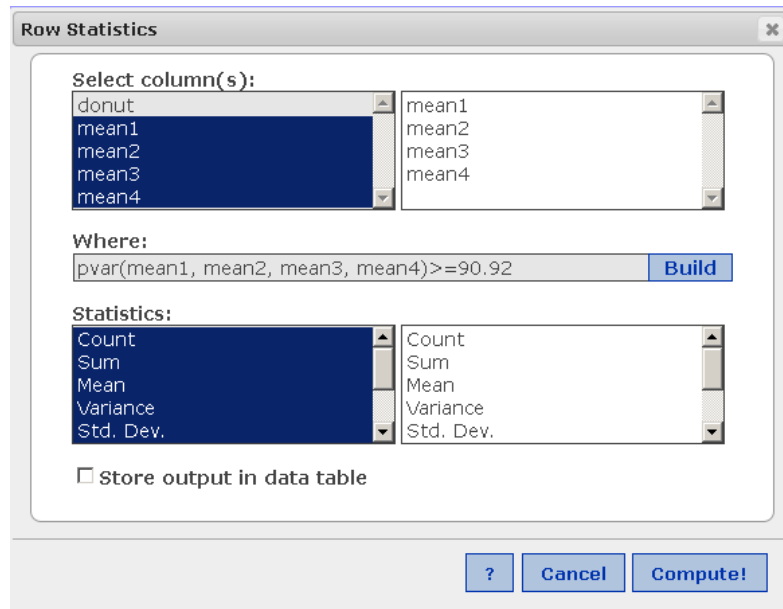 Row Statistics
Select column(s):
donut
mean1
mean2
mean3
mean4
mean1
mean2
mean3
mean4
Where:
pvar(mean1, mean2, mean3, mean4)>=90.92
Build
Statistics:
Count
Sum
Mean
Variance
Std. Dev.
Count
Sum
Mean
Variance
Std. Dev.
Store output in data table
?
Cancel
Compute!